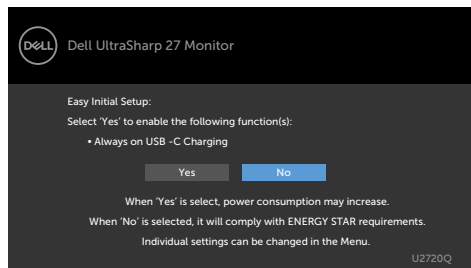 DELL
Dell UltraSharp 27 Monitor
Easy Initial Setup:
Select 'Yes' to enable the following function(s):
• Always on USB -C Charging
Yes No
When 'Yes' is select, power consumption may increase.
When 'No' is selected, it will comply with ENERGY STAR requirements.
Individual settings can be changed in the Menu.
U2720Q